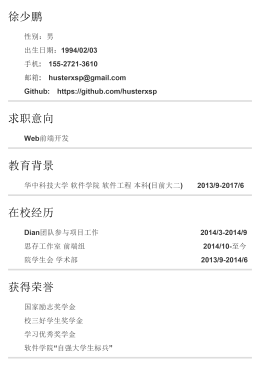 徐少鹏
性别：男
出生日期：1994/02/03
手机： 155-2721-3610
邮箱： husterxsp@gmail.com
Github: https://github.com/husterxsp
求职意向
Web前端开发
教育背景
华中科技大学 软件学院 软件工程 本科(目前大二) 2013/9-2017/6
在校经历
Dian团队参与项目工作 2014/3-2014/9
思存工作室 前端组 2014/10-至今
院学生会 学术部 2013/9-2014/6
获得荣誉
国家励志奖学金
校三好学生奖学金
学习优秀奖学金
软件学院“自强大学生标兵”